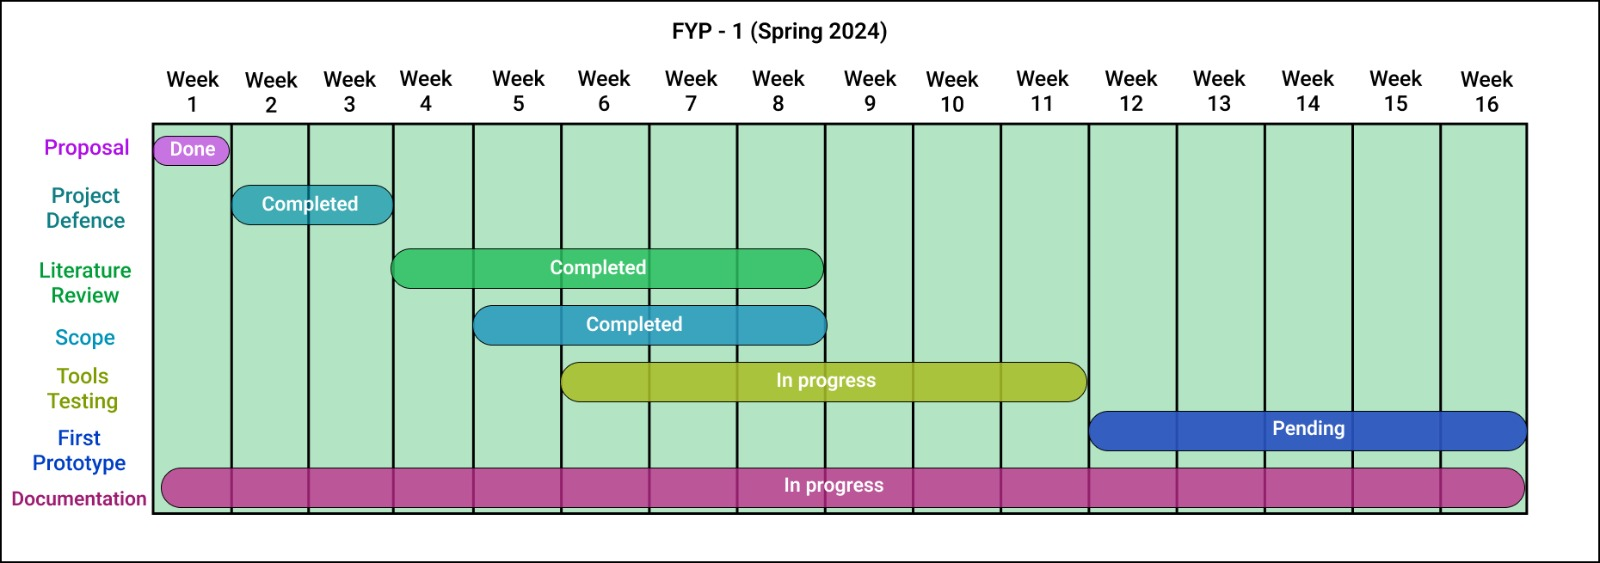 FYP - 1 (Spring 2024)
Week Week Week Week Week Week Week Week Week Week Week Week Week Week Week Week
1 2 3 4 5 6 7 8 9 10 11 12 13 14 15 16
Proposal
Done
Project
Defence
Completed
Literature
Review
Completed
Scope
Completed
Tools
Testing
In progress
First
Prototype
Pending
Documentation
In progress